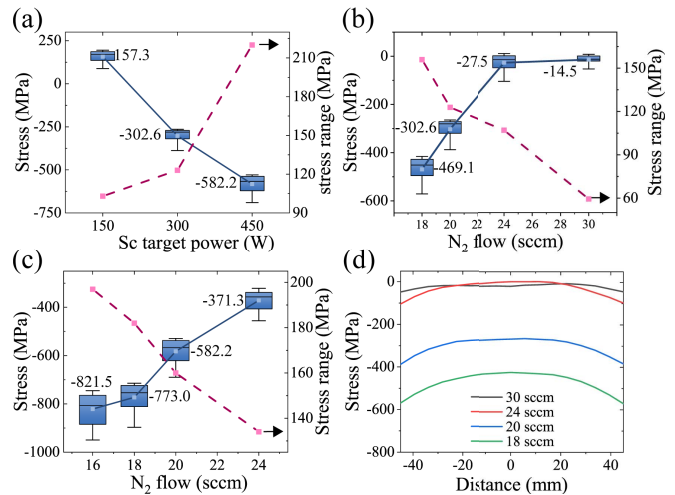 (a)
250
0
-250
-500
-750
Stress (MPa)
157.3
-302.6
-582.2
210
180
150
120
90
stress range (MPa)
150 300 450
Sc target power (W)
(b)
0
-200
-400
-600
Stress (MPa)
-27.5
-14.5
-302.6
-469.1
150
120
90
60
Stress range (MPa)
18 20 22 24 26 28 30
N2 flow (sccm)
(c)
-400
-600
-800
-1000
Stress (MPa)
-371.3
-582.2
-821.5
-773.0
200
180
160
140
Stress range (MPa)
16 18 20 22 24
N2 flow (sccm)
(d)
0
-200
-400
-600
-800
Stress (MPa)
30 sccm
24 sccm
20 sccm
18 sccm
-40 -20 0 20 40
Distance (mm)